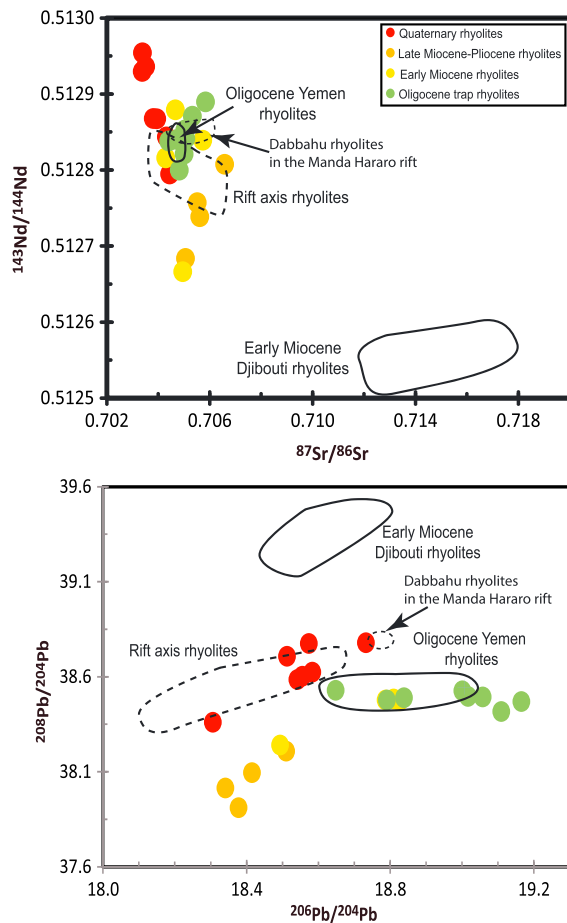 0.5130
0.5129
0.5128
0.5127
0.5126
0.5125
¹⁴³Nd/¹⁴⁴Nd
Quaternary rhyolites
Late Miocene-Pliocene rhyolites
Early Miocene rhyolites
Oligocene trap rhyolites
Oligocene Yemen
rhyolites
Dabbahu rhyolites
in the Manda Hararo rift
Rift axis rhyolites
Early Miocene
Djibouti rhyolites
0.702 0.706 0.710 0.714 0.718
⁸⁷Sr/⁸⁶Sr
39.6
39.1
38.6
38.1
37.6
²⁰⁸Pb/²⁰⁴Pb
Early Miocene
Djibouti rhyolites
Dabbahu rhyolites
in the Manda Hararo rift
Rift axis rhyolites
Oligocene Yemen
rhyolites
18.0 18.4 18.8 19.2
²⁰⁶Pb/²⁰⁴Pb